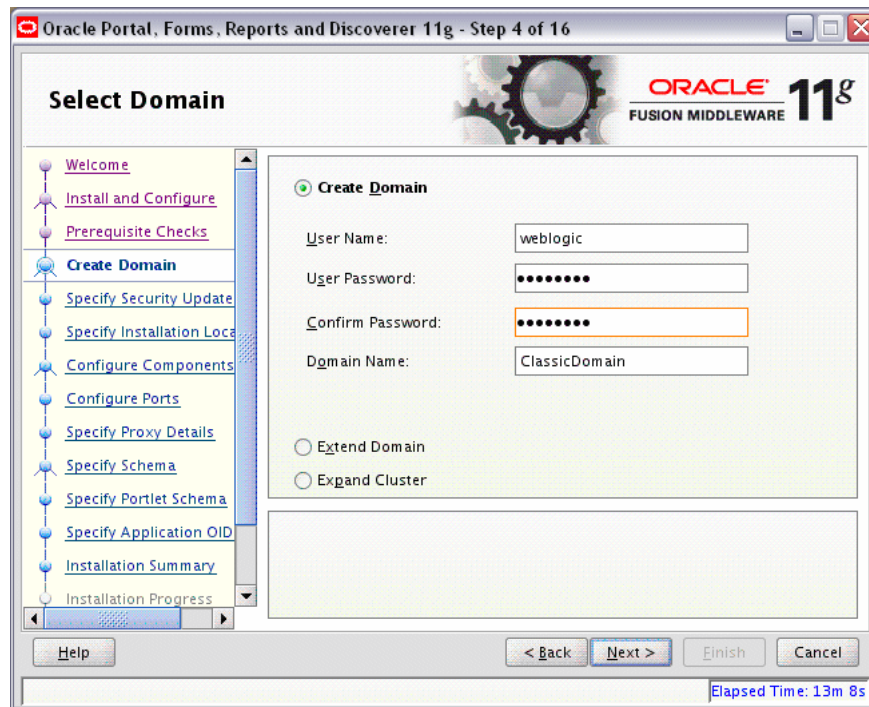 Oracle Portal, Forms, Reports and Discoverer 11g - Step 4 of 16
Select Domain
ORACLE
FUSION MIDDLEWARE
11g
Welcome
Install and Configure
Prerequisite Checks
Create Domain
Specify Security Update
Specify Installation Loca
Configure Components
Configure Ports
Specify Proxy Details
Specify Schema
Specify Portlet Schema
Specify Application OID
Installation Summary
Installation Progress
Create Domain
User Name: weblogic
User Password: ••••••••
Confirm Password: ••••••••
Domain Name: ClassicDomain
Extend Domain
Expand Cluster
Help
< Back
Next >
Finish
Cancel
Elapsed Time: 13m 8s